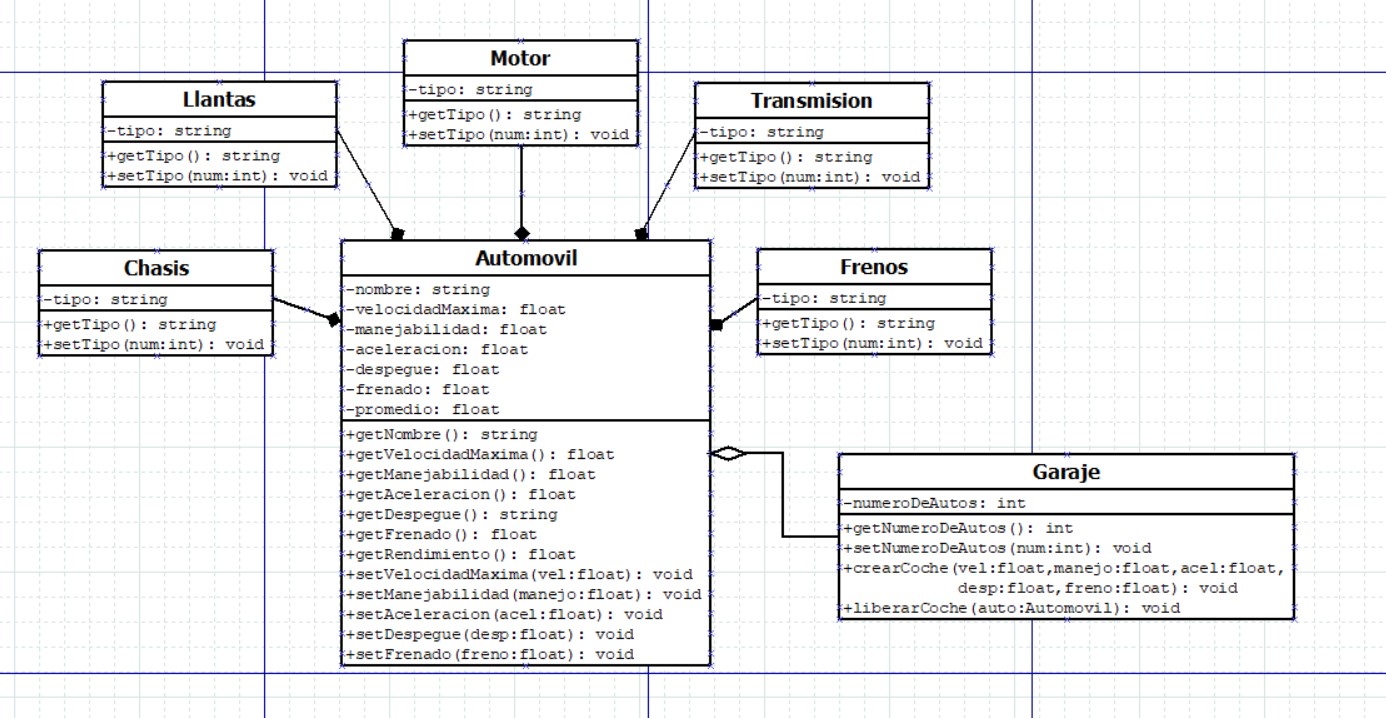 Motor
-tipo: string
+getTipo(): string
+setTipo(num:int): void
Llantas
-tipo: string
+getTipo(): string
+setTipo(num:int): void
Transmision
-tipo: string
+getTipo(): string
+setTipo(num:int): void
Chasis
-tipo: string
+getTipo(): string
+setTipo(num:int): void
Automovil
-nombre: string
-velocidadMaxima: float
-manejabilidad: float
-aceleracion: float
-despegue: float
-frenado: float
-promedio: float
+getNombre(): string
+getVelocidadMaxima(): float
+getManejabilidad(): float
+getAceleracion(): float
+getDespegue(): string
+getFrenado(): float
+getRendimiento(): float
+setVelocidadMaxima(vel:float): void
+setManejabilidad(manejo:float): void
+setAceleracion(acel:float): void
+setDespegue(desp:float): void
+setFrenado(freno:float): void
Frenos
-tipo: string
+getTipo(): string
+setTipo(num:int): void
Garaje
-numeroDeAutos: int
+getNumeroDeAutos(): int
+setNumeroDeAutos(num:int): void
+crearCoche(vel:float,manejo:float,acel:float,
desp:float,freno:float): void
+liberarCoche(auto:Automovil): void